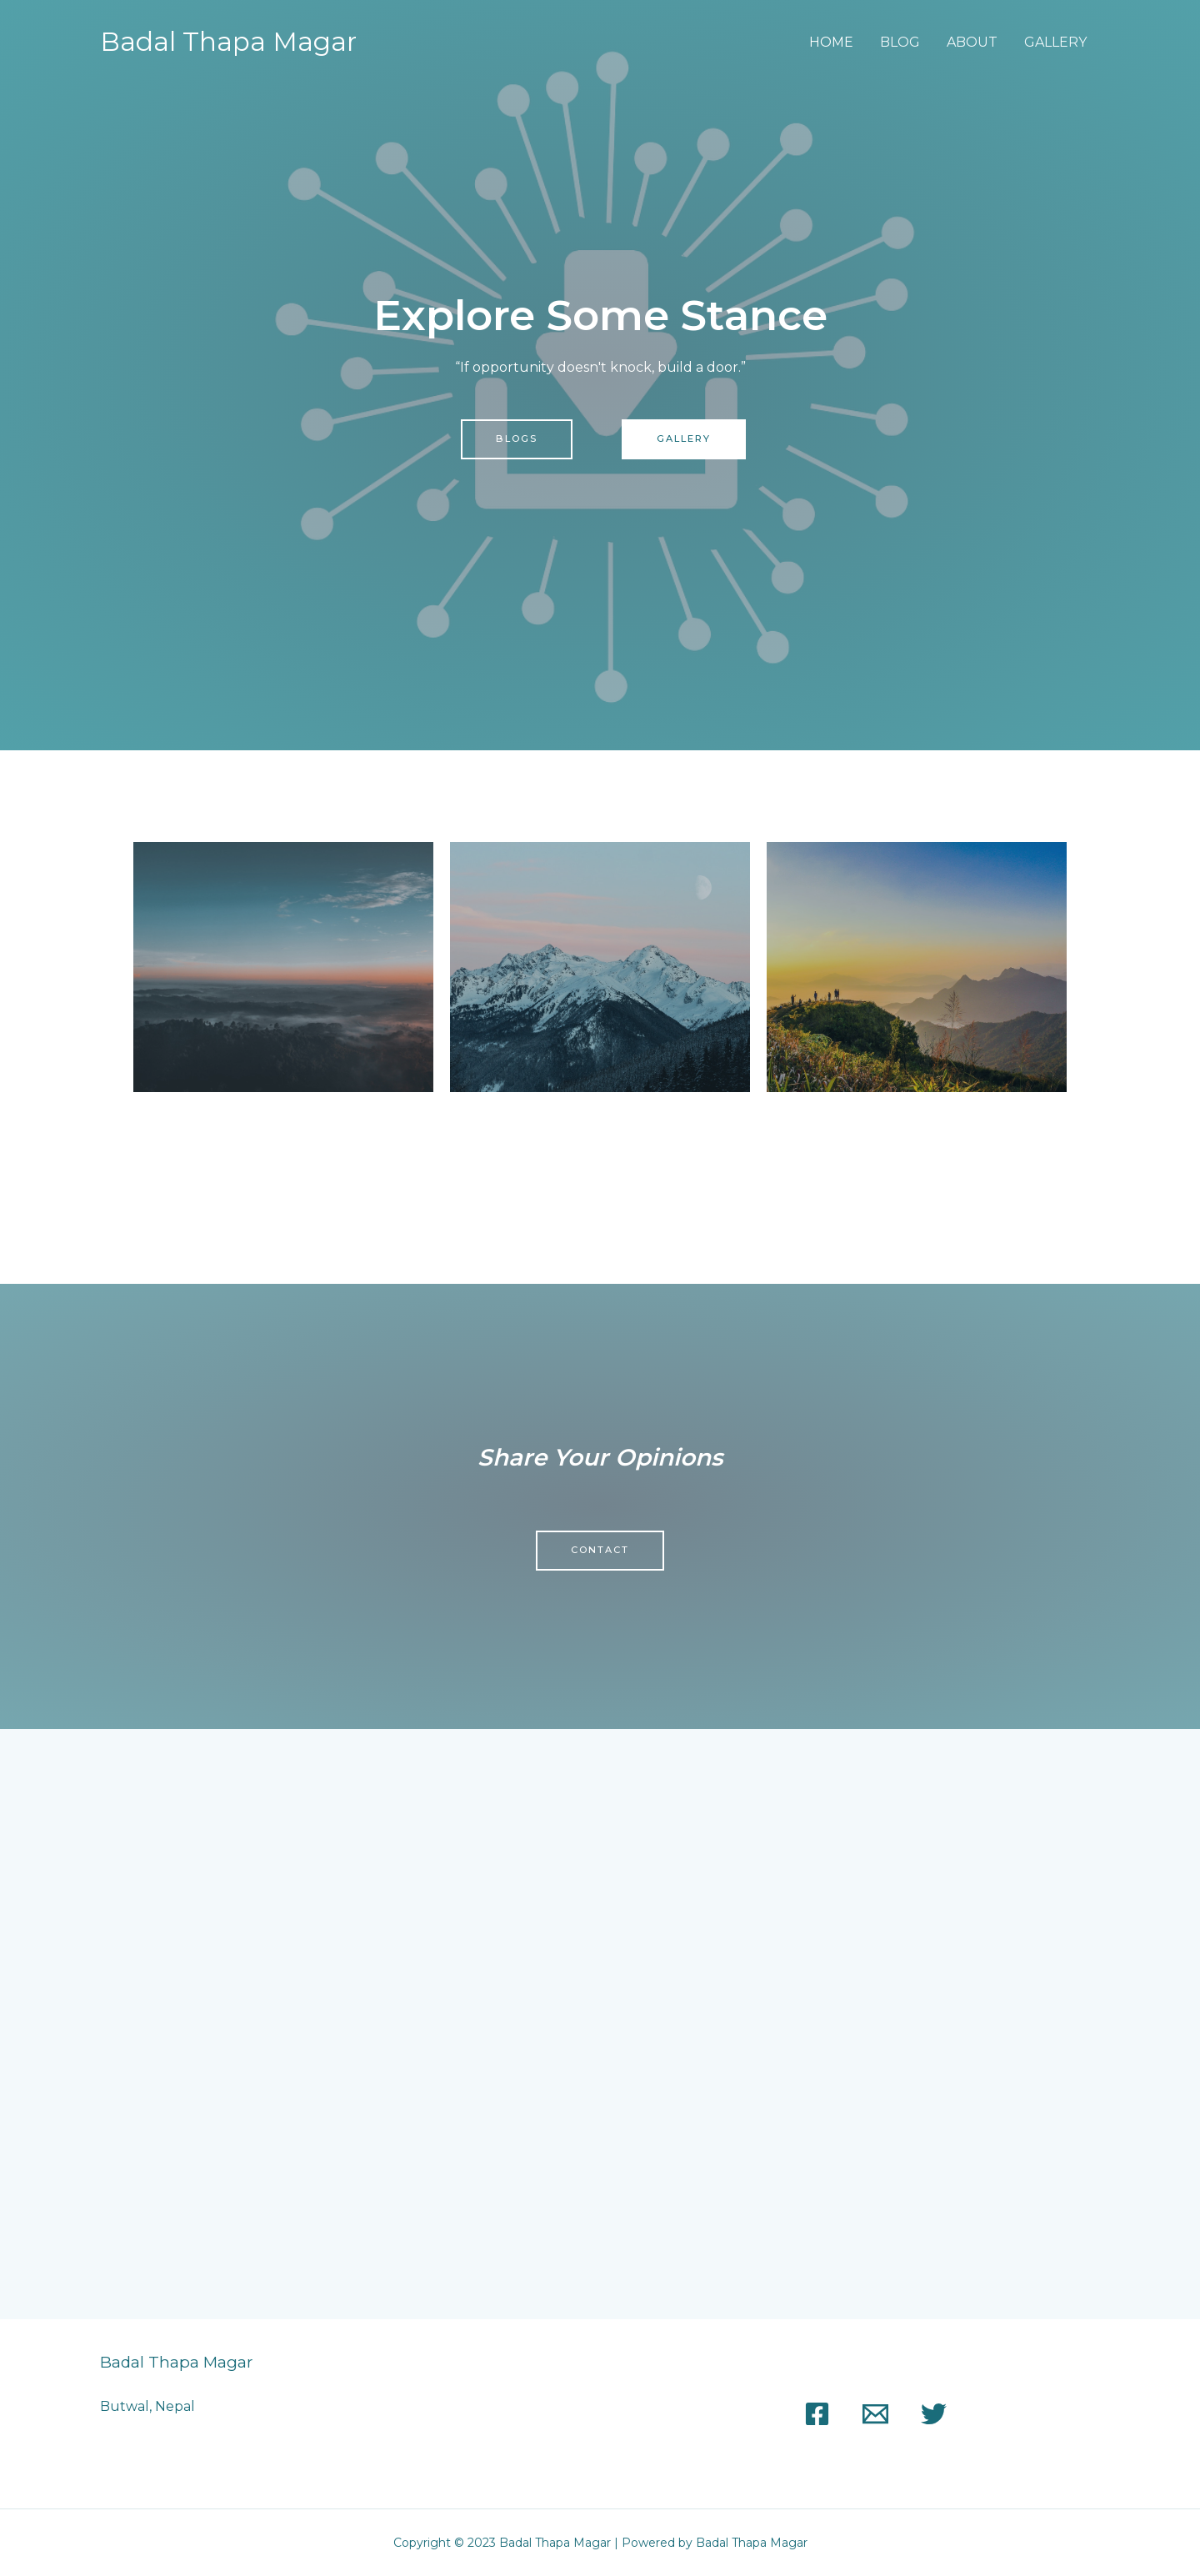 Badal Thapa Magar
HOME BLOG ABOUT GALLERY
Explore Some Stance
“If opportunity doesn't knock, build a door.”
BLOGS GALLERY
Share Your Opinions
CONTACT
Badal Thapa Magar
Butwal, Nepal
Copyright © 2023 Badal Thapa Magar | Powered by Badal Thapa Magar